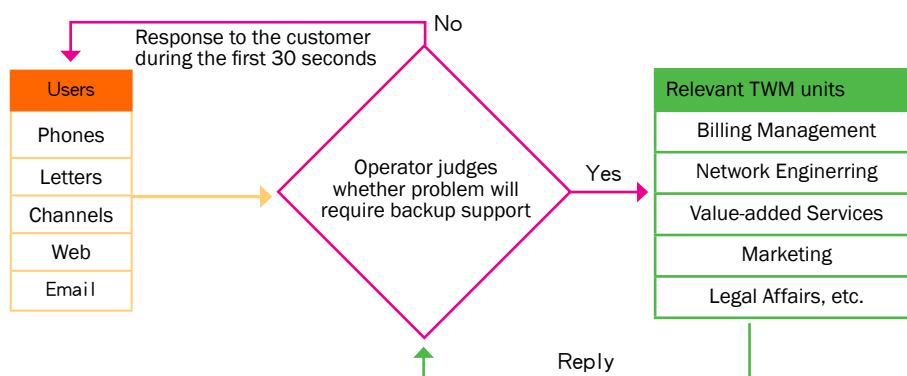 No
Response to the customer
during the first 30 seconds
Users
Phones
Letters
Channels
Web
Email
Operator judges
whether problem will
require backup support
Yes
Relevant TWM units
Billing Management
Network Enginerring
Value-added Services
Marketing
Legal Affairs, etc.
Reply